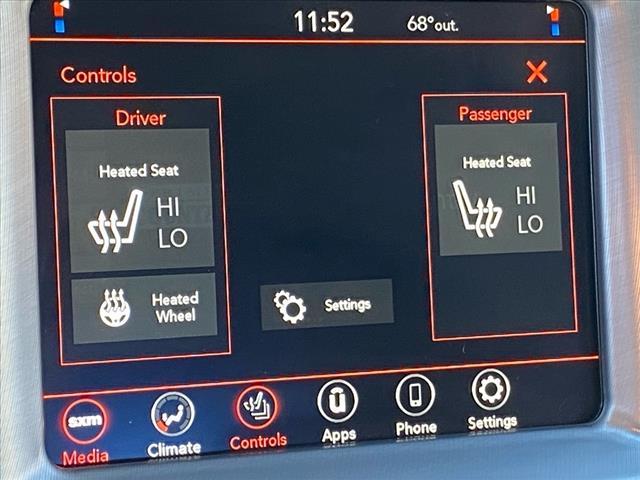 11:52 68°out.
Controls
Driver
Heated Seat
HI
LO
Heated
Wheel
Settings
Passenger
Heated Seat
HI
LO
sxm
Media
Climate
Controls
Apps
Phone
Settings